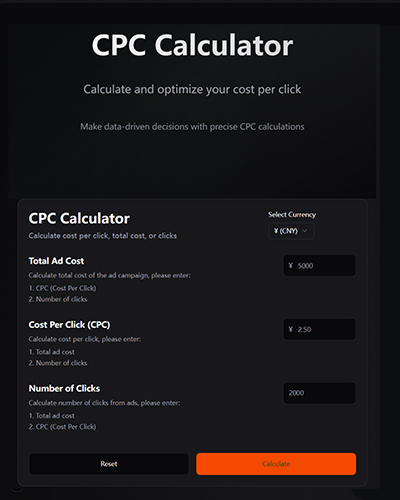 CPC Calculator
Calculate and optimize your cost per click
Make data-driven decisions with precise CPC calculations
CPC Calculator
Calculate cost per click, total cost, or clicks
Select Currency
¥ (CNY)
Total Ad Cost
Calculate total cost of the ad campaign, please enter:
1. CPC (Cost Per Click)
2. Number of clicks
¥ 5000
Cost Per Click (CPC)
Calculate cost per click, please enter:
1. Total ad cost
2. Number of clicks
¥ 2.50
Number of Clicks
Calculate number of clicks from ads, please enter:
1. Total ad cost
2. CPC (Cost Per Click)
2000
Reset
Calculate